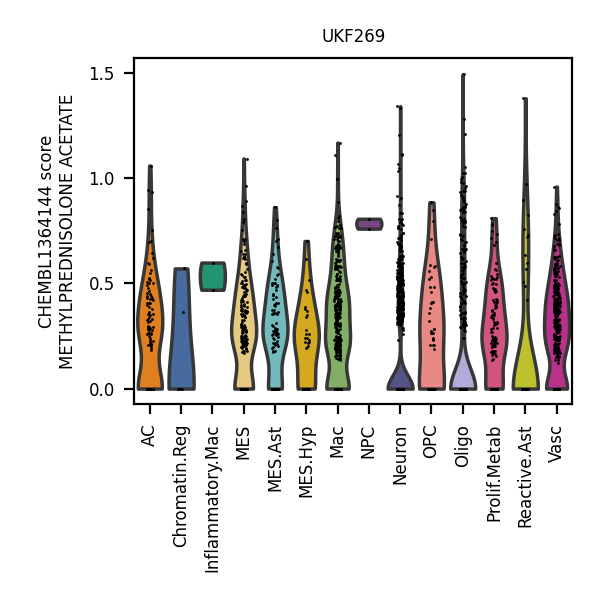 UKF269
CHEMBL1364144 score
METHYLPREDNISOLONE ACETATE
1.5
1.0
0.5
0.0
AC
Chromatin.Reg
Inflammatory.Mac
MES
MES.Ast
MES.Hyp
Mac
NPC
Neuron
OPC
Oligo
Prolif.Metab
Reactive.Ast
Vasc